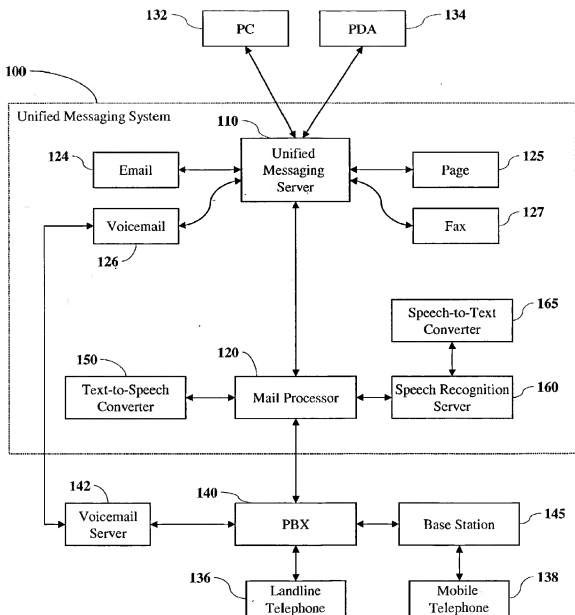 132
PC
PDA
134
100
Unified Messaging System
110
Unified
Messaging
Server
124
Email
Page
125
Voicemail
126
Fax
127
Speech-to-Text
Converter
165
150
Text-to-Speech
Converter
120
Mail Processor
Speech Recognition
Server
160
142
Voicemail
Server
140
PBX
Base Station
145
136
Landline
Telephone
Mobile
Telephone
138